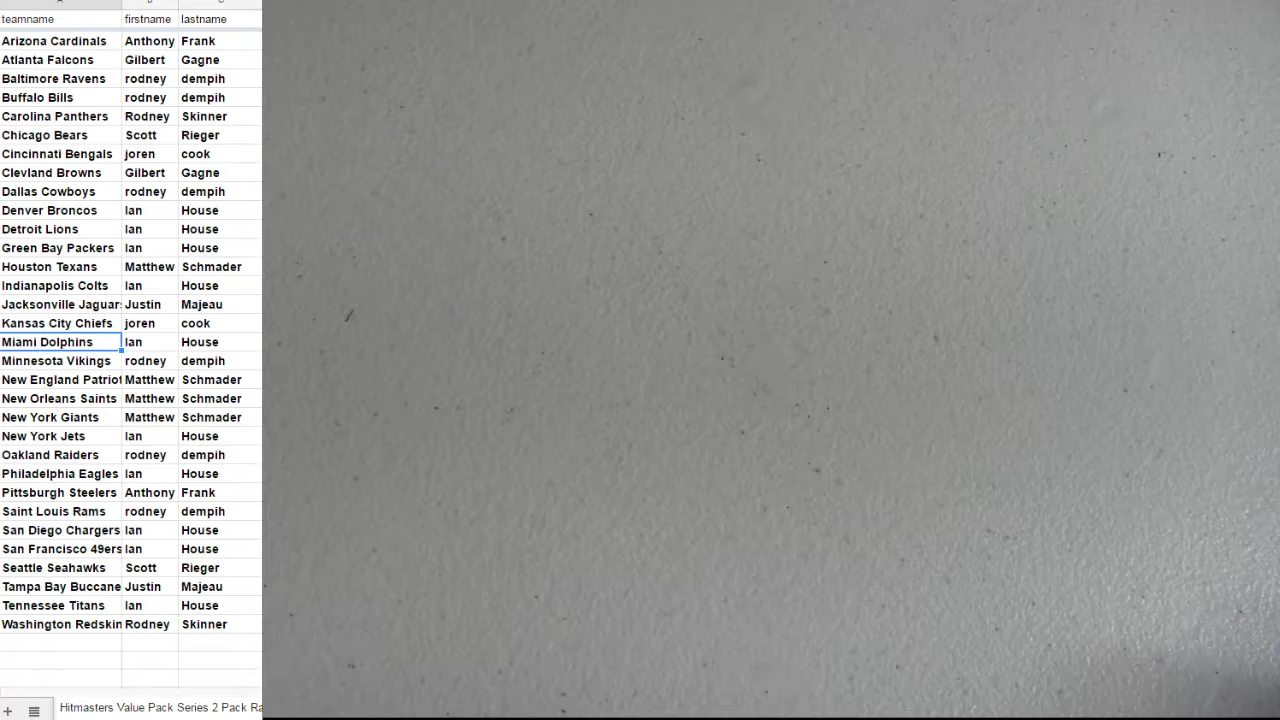 teamname firstname lastname
Arizona Cardinals Anthony Frank
Atlanta Falcons Gilbert Gagne
Baltimore Ravens rodney dempih
Buffalo Bills rodney dempih
Carolina Panthers Rodney Skinner
Chicago Bears Scott Rieger
Cincinnati Bengals joren cook
Clevland Browns Gilbert Gagne
Dallas Cowboys rodney dempih
Denver Broncos Ian House
Detroit Lions Ian House
Green Bay Packers Ian House
Houston Texans Matthew Schmader
Indianapolis Colts Ian House
Jacksonville Jaguar Justin Majeau
Kansas City Chiefs joren cook
Miami Dolphins Ian House
Minnesota Vikings rodney dempih
New England Patriot Matthew Schmader
New Orleans Saints Matthew Schmader
New York Giants Matthew Schmader
New York Jets Ian House
Oakland Raiders rodney dempih
Philadelphia Eagles Ian House
Pittsburgh Steelers Anthony Frank
Saint Louis Rams rodney dempih
San Diego Chargers Ian House
San Francisco 49ers Ian House
Seattle Seahawks Scott Rieger
Tampa Bay Buccane Justin Majeau
Tennessee Titans Ian House
Washington Redskin Rodney Skinner
Hitmasters Value Pack Series 2 Pack Ra